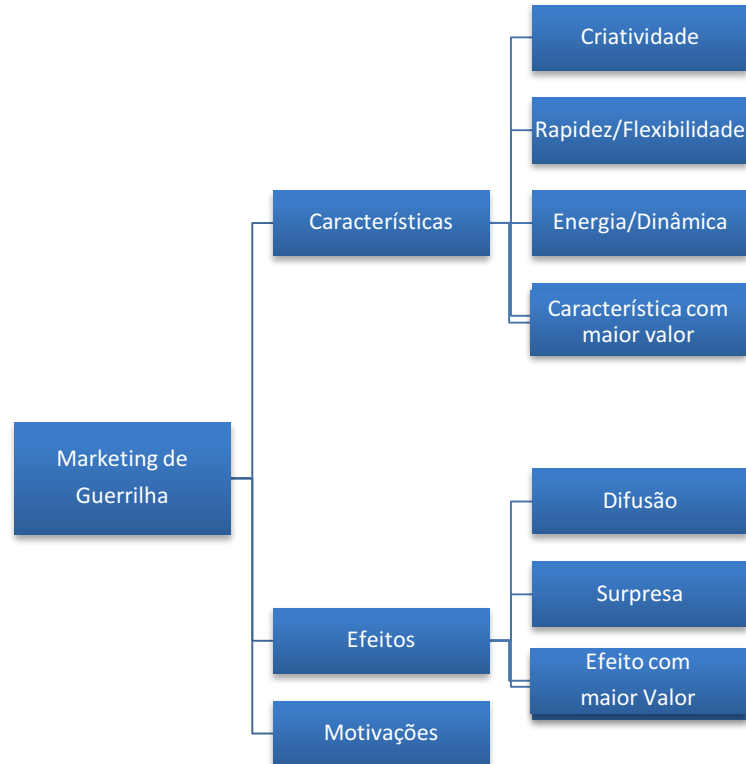 Criatividade
Rapidez/Flexibilidade
Características
Energia/Dinâmica
Característica com
maior valor
Marketing de
Guerrilha
Difusão
Surpresa
Efeitos
Efeito com
maior Valor
Motivações